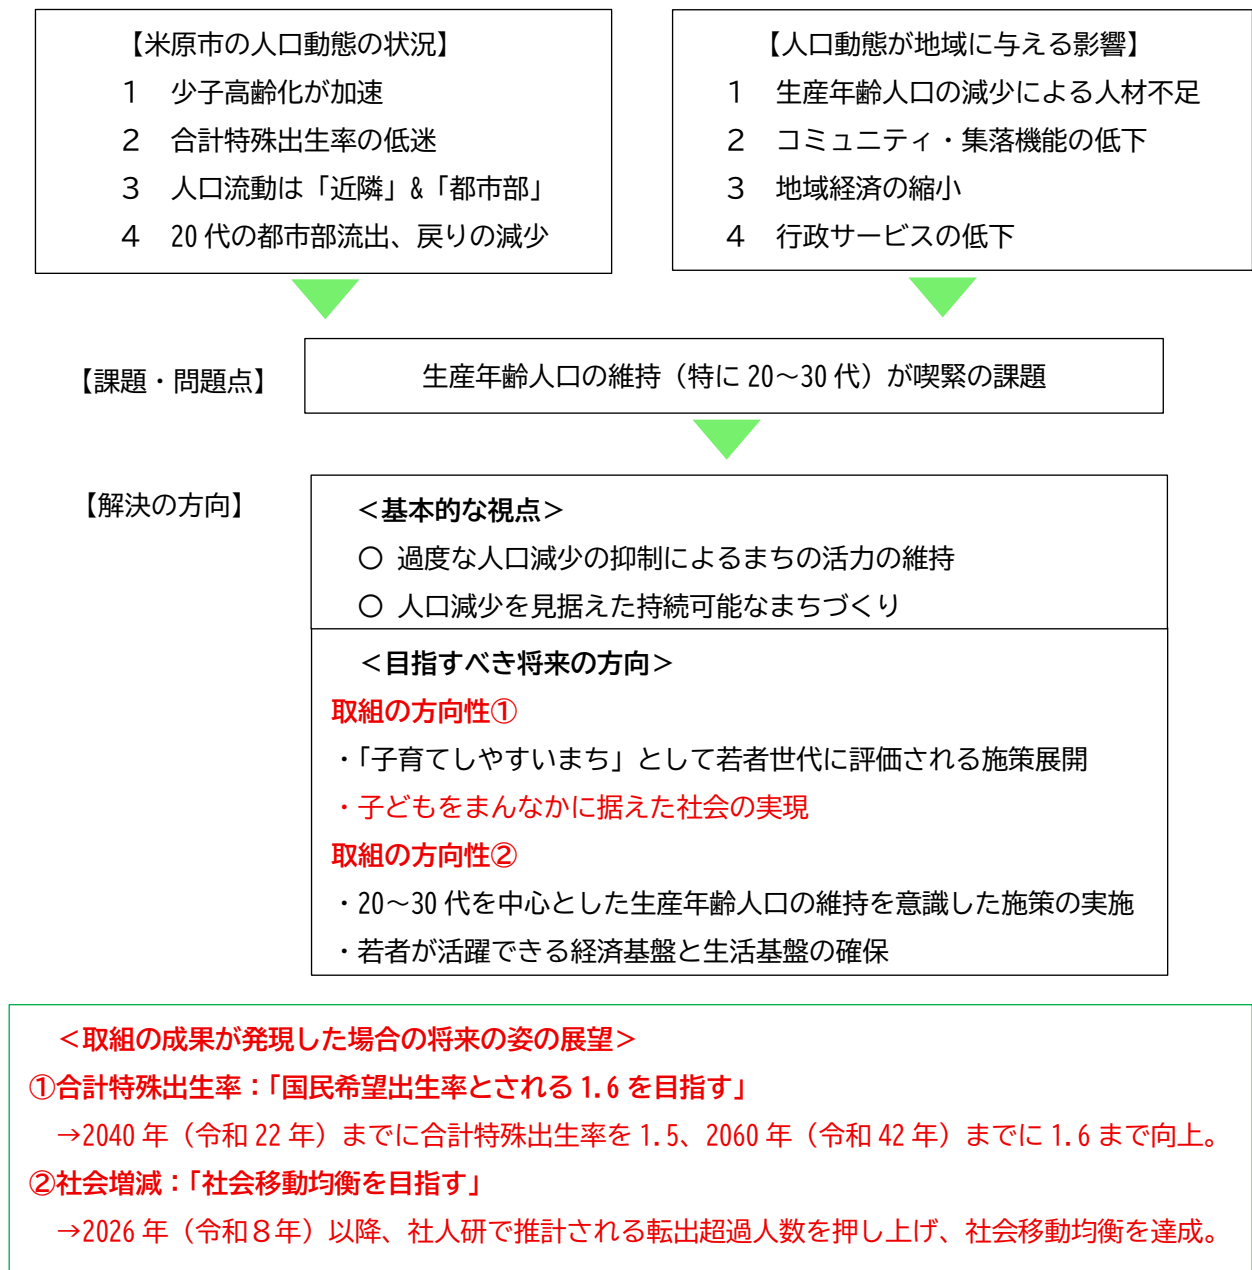 【米原市の人口動態の状況】
１　少子高齢化が加速
２　合計特殊出生率の低迷
３　人口流動は「近隣」&「都市部」
４　20代の都市部流出、戻りの減少
【人口動態が地域に与える影響】
１　生産年齢人口の減少による人材不足
２　コミュニティ・集落機能の低下
３　地域経済の縮小
４　行政サービスの低下
【課題・問題点】
生産年齢人口の維持（特に20～30代）が喫緊の課題
【解決の方向】
＜基本的な視点＞
〇 過度な人口減少の抑制によるまちの活力の維持
〇 人口減少を見据えた持続可能なまちづくり
＜目指すべき将来の方向＞
取組の方向性①
・「子育てしやすいまち」として若者世代に評価される施策展開
・子どもをまんなかに据えた社会の実現
取組の方向性②
・20～30代を中心とした生産年齢人口の維持を意識した施策の実施
・若者が活躍できる経済基盤と生活基盤の確保
＜取組の成果が発現した場合の将来の姿の展望＞
①合計特殊出生率：「国民希望出生率とされる1.6を目指す」
→2040年（令和22年）までに合計特殊出生率を1.5、2060年（令和42年）までに1.6まで向上。
②社会増減：「社会移動均衡を目指す」
→2026年（令和８年）以降、社人研で推計される転出超過人数を押し上げ、社会移動均衡を達成。